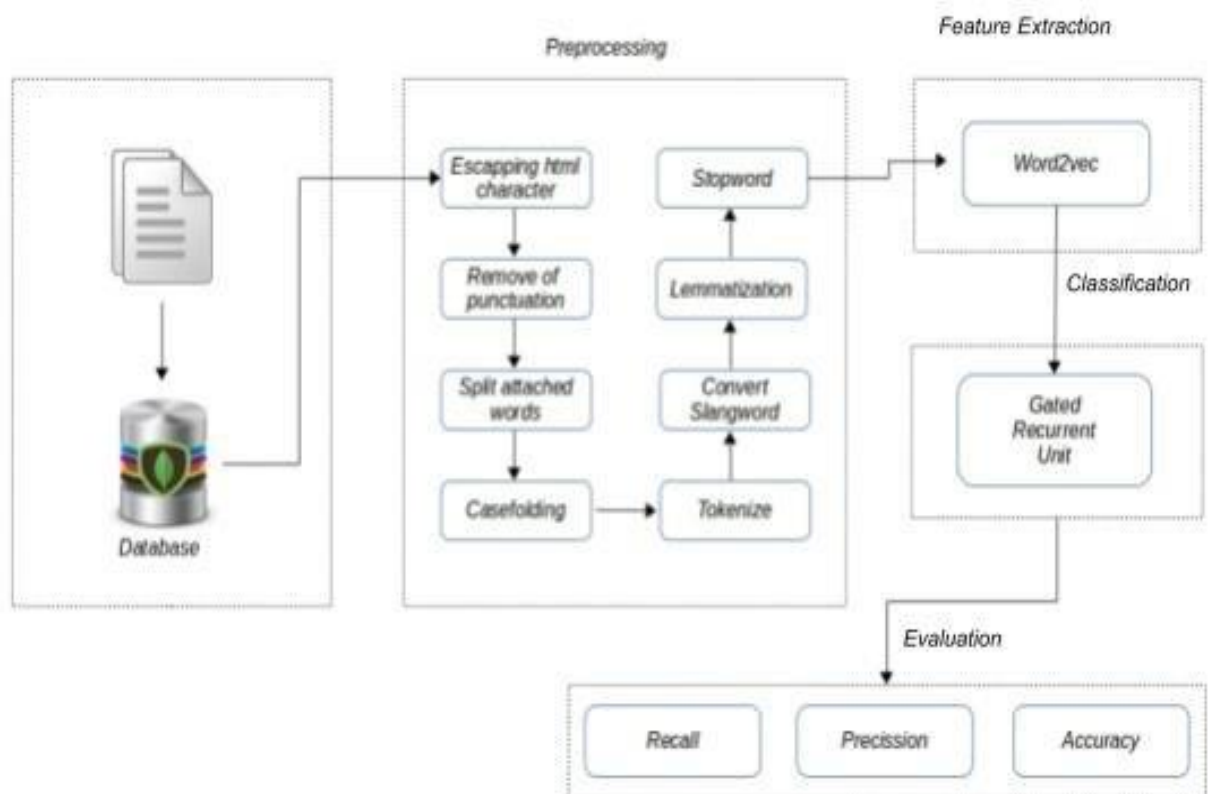 Feature Extraction
Preprocessing
Escapping html
character
Remove of
punctuation
Split attached
words
Casefolding
Tokenize
Convert
Slangword
Lemmatization
Stopword
Word2vec
Classification
Gated
Recurrent
Unit
Database
Evaluation
Recall
Precission
Accuracy